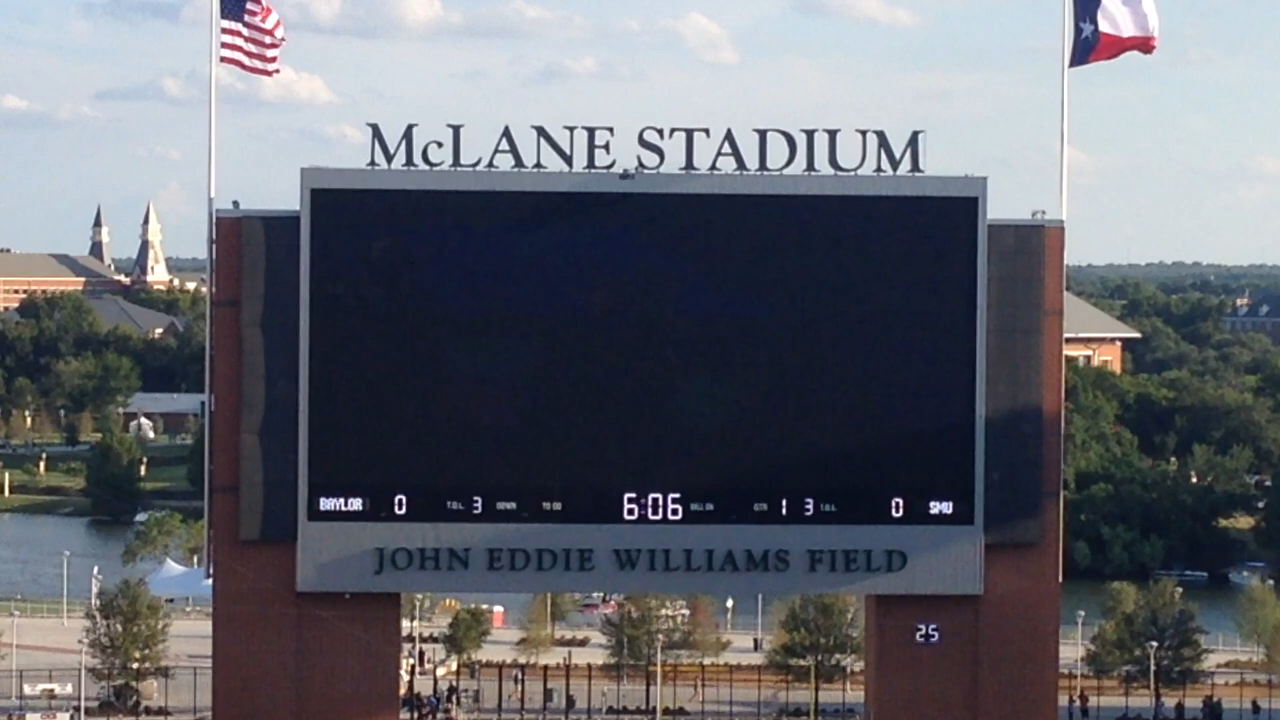 McLANE STADIUM
BAYLOR 0 T.O.L. 3 DOWN TO GO 6:06 BALL ON QTR 1 3 T.O.L. 0 SMU
JOHN EDDIE WILLIAMS FIELD
25